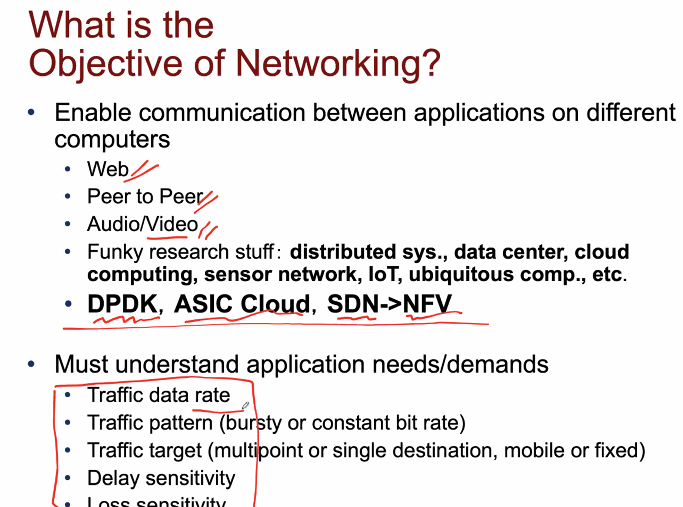 What is the
Objective of Networking?
• Enable communication between applications on different
computers
• Web
• Peer to Peer
• Audio/Video
• Funky research stuff: distributed sys., data center, cloud
computing, sensor network, IoT, ubiquitous comp., etc.
• DPDK, ASIC Cloud, SDN->NFV
• Must understand application needs/demands
• Traffic data rate
• Traffic pattern (bursty or constant bit rate)
• Traffic target (multipoint or single destination, mobile or fixed)
• Delay sensitivity
• Loss sensitivity